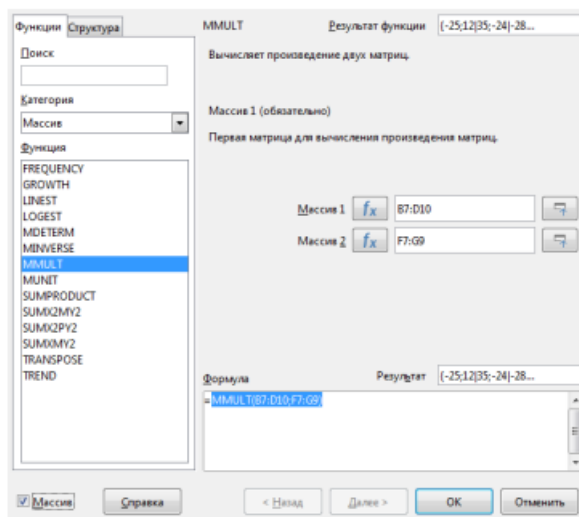 Функции Структура
Поиск
Категория
Массив
Функция
FREQUENCY
GROWTH
LINEST
LOGEST
MDETERM
MINVERSE
MMULT
MUNIT
SUMPRODUCT
SUMX2MY2
SUMX2PY2
SUMXMY2
TRANSPOSE
TREND
MMULT Результат функции {-25;12|35;-24|-28...
Вычисляет произведение двух матриц.
Массив 1 (обязательно)
Первая матрица для вычисления произведения матриц.
Массив 1 fx B7:D10
Массив 2 fx F7:G9
Формула Результат {-25;12|35;-24|-28...
=MMULT(B7:D10;F7:G9)
Массив Справка < Назад Далее > OK Отменить